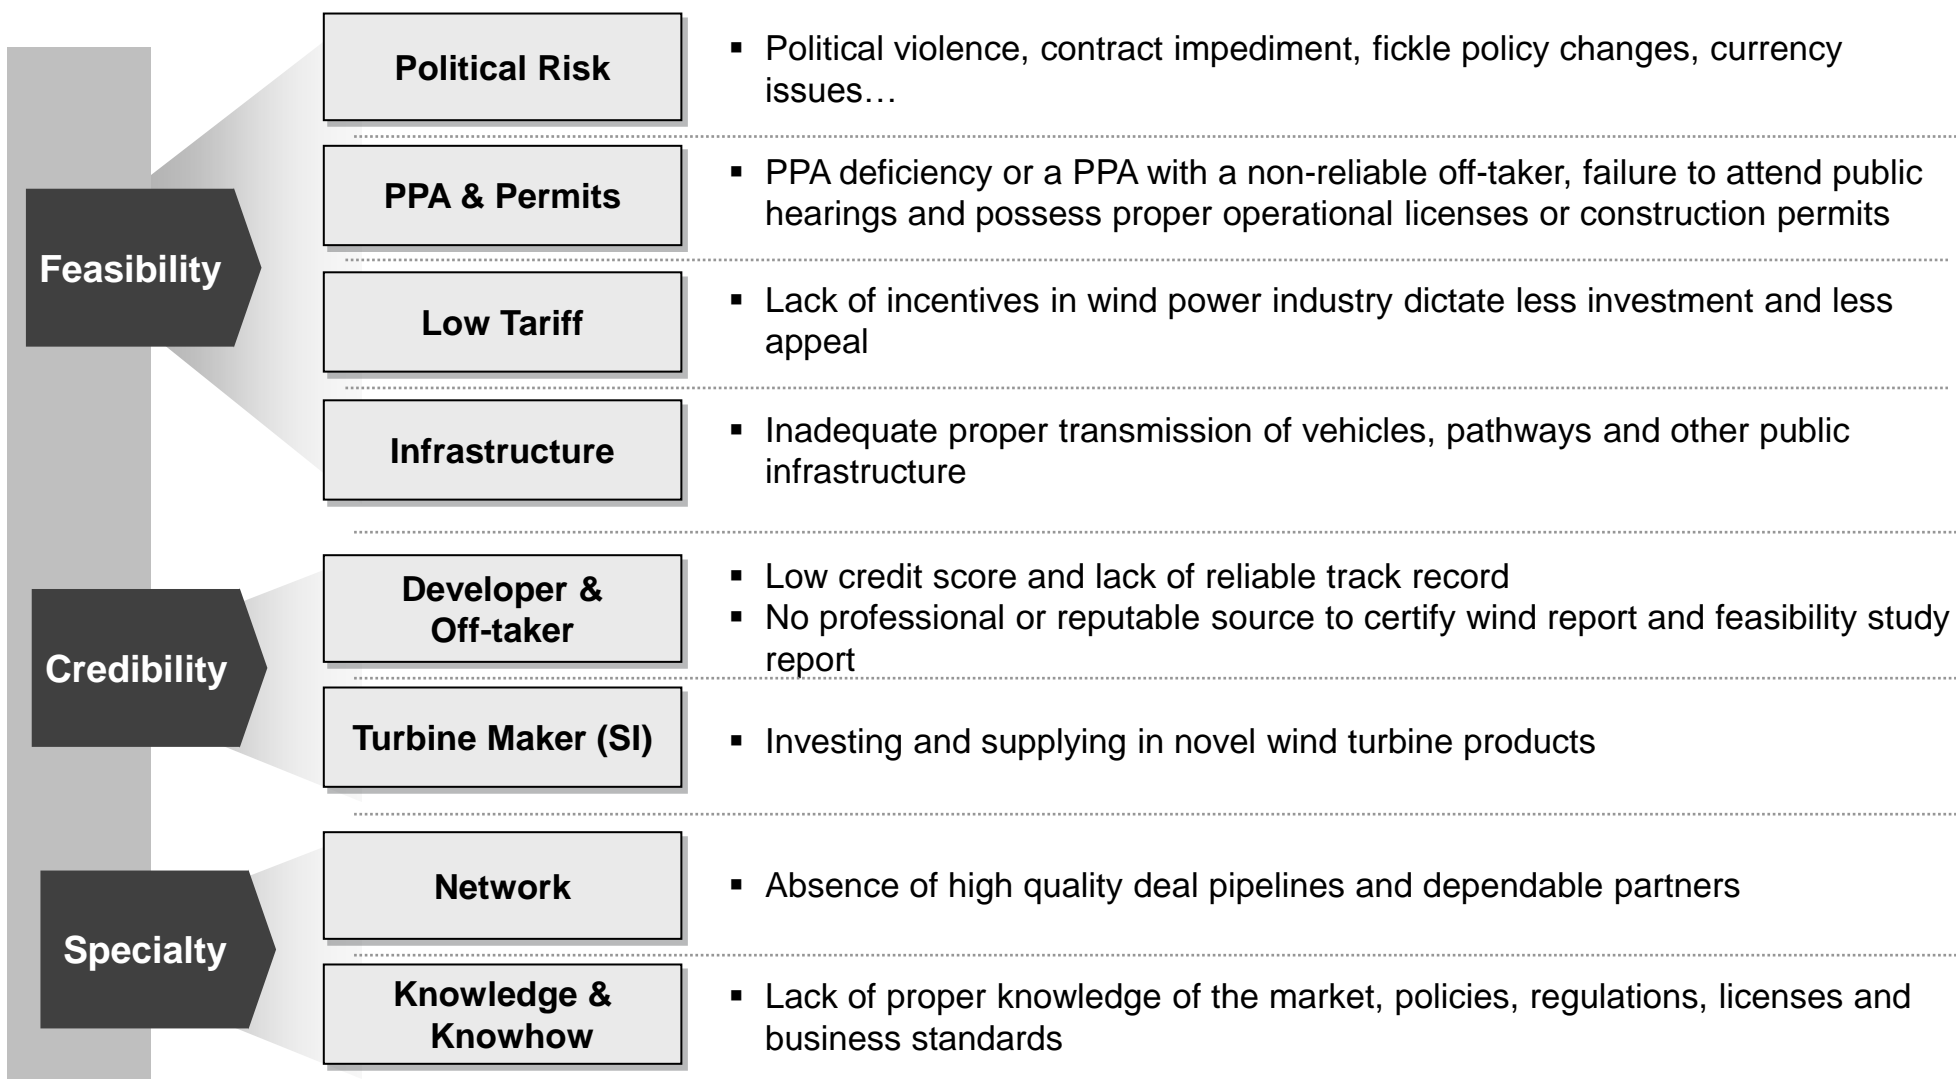 Feasibility
Political Risk
▪ Political violence, contract impediment, fickle policy changes, currency
issues…
PPA & Permits
▪ PPA deficiency or a PPA with a non-reliable off-taker, failure to attend public
hearings and possess proper operational licenses or construction permits
Low Tariff
▪ Lack of incentives in wind power industry dictate less investment and less
appeal
Infrastructure
▪ Inadequate proper transmission of vehicles, pathways and other public
infrastructure
Credibility
Developer &
Off-taker
▪ Low credit score and lack of reliable track record
▪ No professional or reputable source to certify wind report and feasibility study
report
Turbine Maker (SI)
▪ Investing and supplying in novel wind turbine products
Specialty
Network
▪ Absence of high quality deal pipelines and dependable partners
Knowledge &
Knowhow
▪ Lack of proper knowledge of the market, policies, regulations, licenses and
business standards